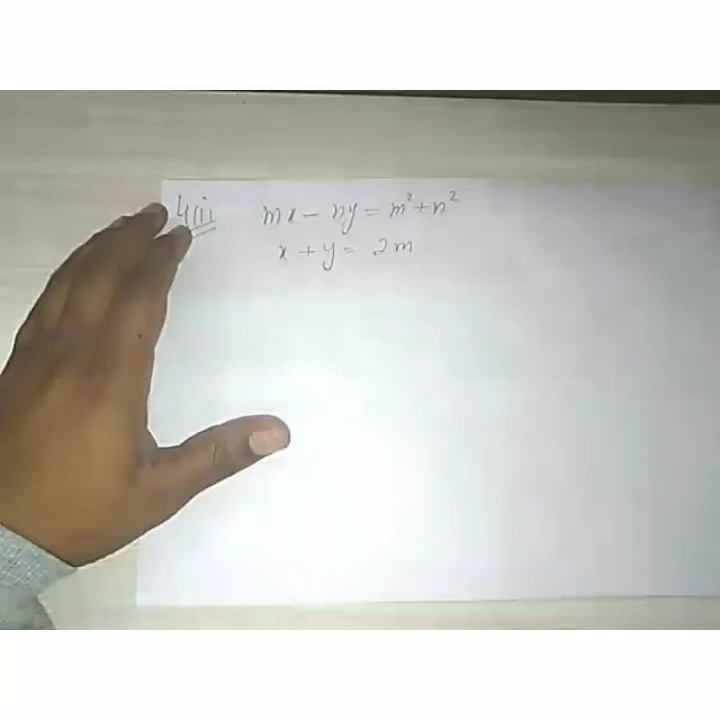 4(ii) mx - ny = m² + n²
x + y = 2m